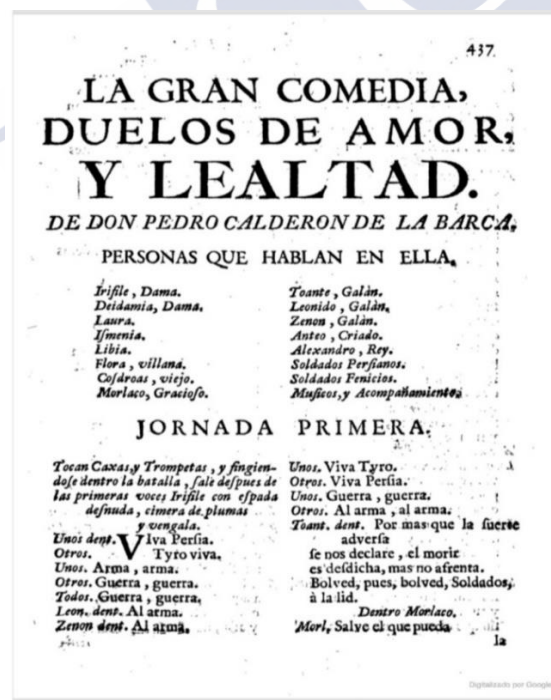 437.
LA GRAN COMEDIA,
DUELOS DE AMOR,
Y LEALTAD.
DE DON PEDRO CALDERON DE LA BARCA.
PERSONAS QUE HABLAN EN ELLA.
Irifile, Dama.
Deidamia, Dama.
Laura.
Iſmenia.
Libia.
Flora, villana.
Coſdroas, viejo.
Morlaco, Gracioſo.
Toante, Galàn.
Leonido, Galàn.
Zenon, Galàn.
Anteo, Criado.
Alexandro, Rey.
Soldados Perſianos.
Soldados Fenicios.
Muſicos, y Acompañamiento.
JORNADA PRIMERA.
Tocan Caxas, y Trompetas, y fingien-
doſe dentro la batalla, ſale deſpues de
las primeras voces Irifile con eſpada
deſnuda, cimera de plumas
y vengala.
Unos dent. VIva Perſia.
Otros. Tyro viva.
Unos. Arma, arma.
Otros. Guerra, guerra.
Todos. Guerra, guerra.
Leon. dent. Al arma.
Zenon dent. Al arma.
Unos. Viva Tyro.
Otros. Viva Perſia.
Unos. Guerra, guerra.
Otros. Al arma, al arma.
Toant. dent. Por mas que la ſuerte
adverſa
ſe nos declare, el morir
es deſdicha, mas no afrenta.
Bolved, pues, bolved, Soldados,
à la lid.
Dentro Morlaco.
Morl. Salve el que pueda
la
Digitalizado por Google